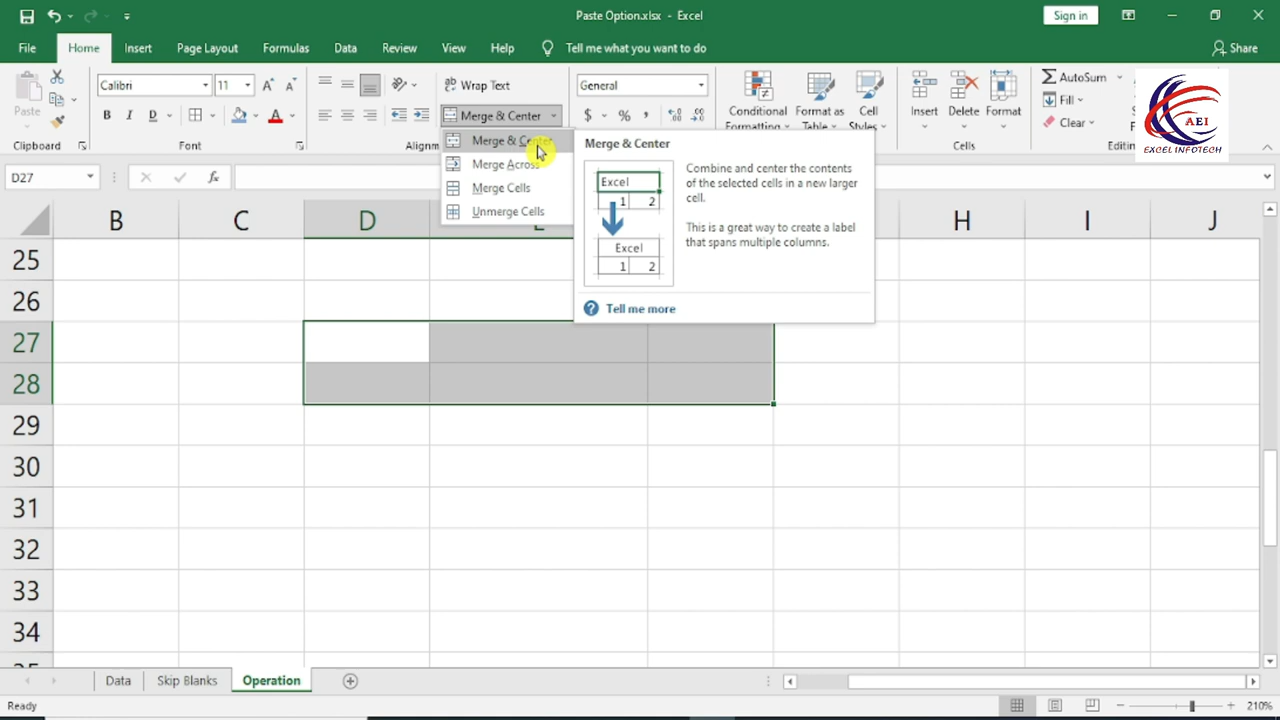 Paste Option.xlsx - Excel
Sign in
File Home Insert Page Layout Formulas Data Review View Help Tell me what you want to do Share
Paste
Calibri 11
B I D A
Wrap Text
Merge & Center
General
$ % ,
Conditional Formatting
Format as Table
Cell Styles
Insert Delete Format
AutoSum
Fill
Clear
AEI
EXCEL INFOTECH
Clipboard Font Alignm Cells Editin
Merge & Center
Merge Across
Merge Cells
Unmerge Cells
Merge & Center
Excel
1 2
Excel
1 2
Combine and center the contents
of the selected cells in a new larger
cell.
This is a great way to create a label
that spans multiple columns.
? Tell me more
D27 fx
B C D E H I J
25
26
27
28
29
30
31
32
33
34
Data Skip Blanks Operation
Ready 210%